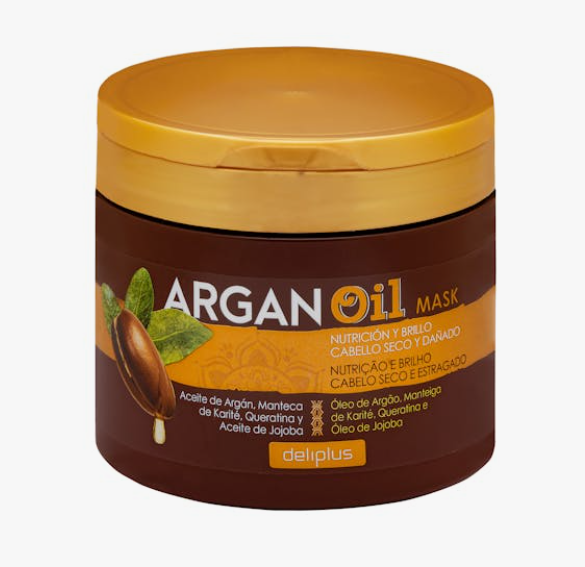 ARGAN Oil MASK
NUTRICIÓN Y BRILLO
CABELLO SECO Y DAÑADO
NUTRIÇÃO E BRILHO
CABELO SECO E ESTRAGADO
Aceite de Argán, Manteca
de Karité, Queratina y
Aceite de Jojoba
Óleo de Argão, Manteiga
de Karité, Queratina e
Óleo de Jojoba
deliplus